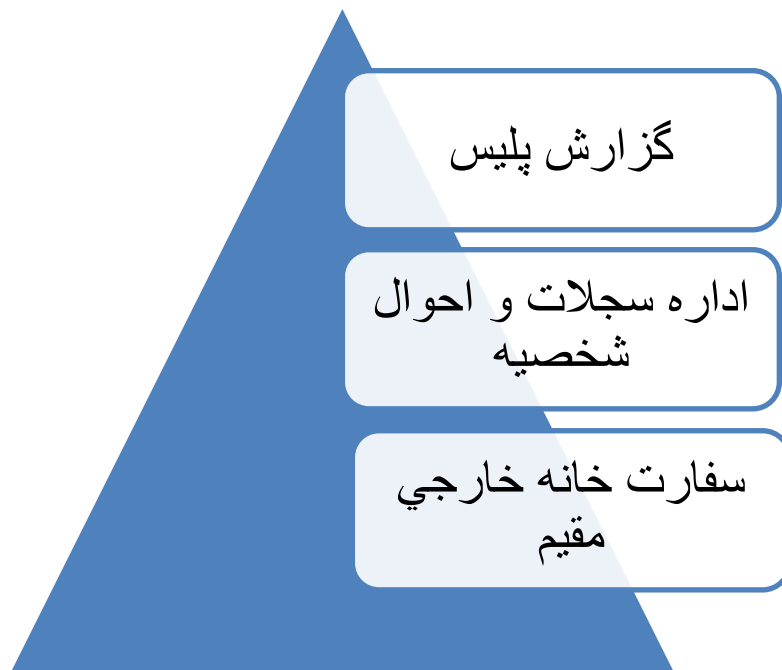 گزارش پلیس
اداره سجلات و احوال
شخصیه
سفارت خانه خارجي
مقیم